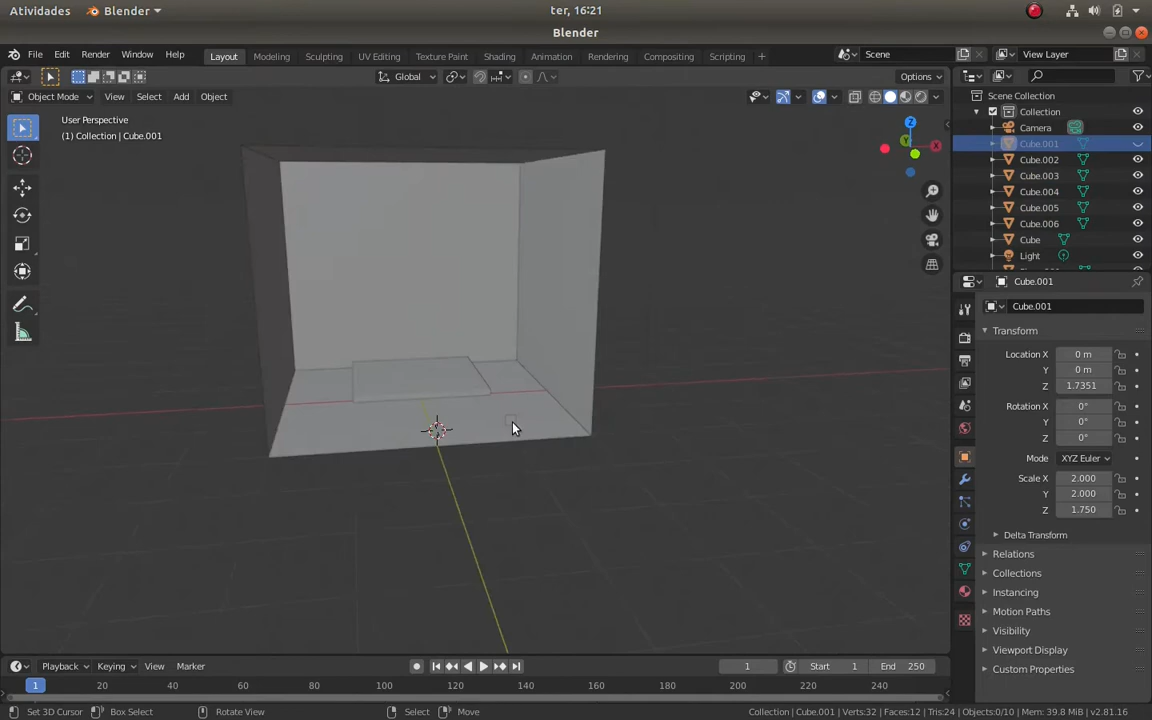 Atividades Blender ter, 16:21
Blender
File Edit Render Window Help Layout Modeling Sculpting UV Editing Texture Paint Shading Animation Rendering Compositing Scripting + Scene View Layer
Global Options
Object Mode View Select Add Object
User Perspective
(1) Collection | Cube.001
Z
Y
X
Scene Collection
Collection
Camera
Cube.001
Cube.002
Cube.003
Cube.004
Cube.005
Cube.006
Cube
Light
Cube.001
Cube.001
Transform
Location X 0 m
Y 0 m
Z 1.7351
Rotation X 0°
Y 0°
Z 0°
Mode XYZ Euler
Scale X 2.000
Y 2.000
Z 1.750
Delta Transform
Relations
Collections
Instancing
Motion Paths
Visibility
Viewport Display
Custom Properties
Playback Keying View Marker 1 Start 1 End 250
1 20 40 60 80 100 120 140 160 180 200 220 240
Set 3D Cursor Box Select Rotate View Select Move Collection | Cube.001 | Verts:32 | Faces:12 | Tris:24 | Objects:0/10 | Mem: 39.8 MiB | v2.81.16